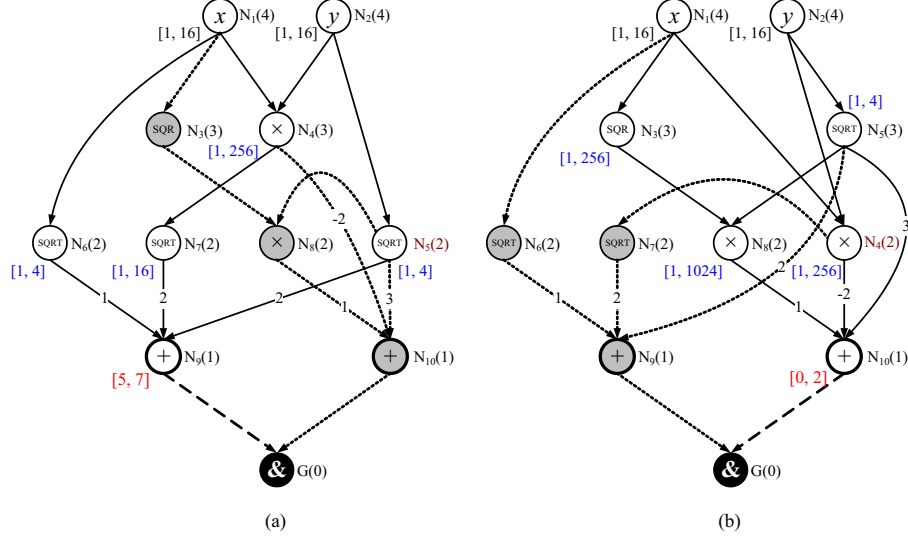 x N₁(4) y N₂(4) x N₁(4) y N₂(4)
[1, 16] [1, 16] [1, 16] [1, 16]
[1, 4]
SQR N₃(3) × N₄(3) SQR N₃(3) SQRT N₅(3)
[1, 256] [1, 256]
-2 3
SQRT N₆(2) SQRT N₇(2) × N₈(2) SQRT N₅(2) SQRT N₆(2) SQRT N₇(2) × N₈(2) × N₄(2)
[1, 4] [1, 16] [1, 4] 2 [1, 1024] [1, 256]
1 2 2 1 3 1 2 1 -2
+ N₉(1) + N₁₀(1) + N₉(1) + N₁₀(1)
[5, 7] [0, 2]
& G(0) & G(0)
(a) (b)